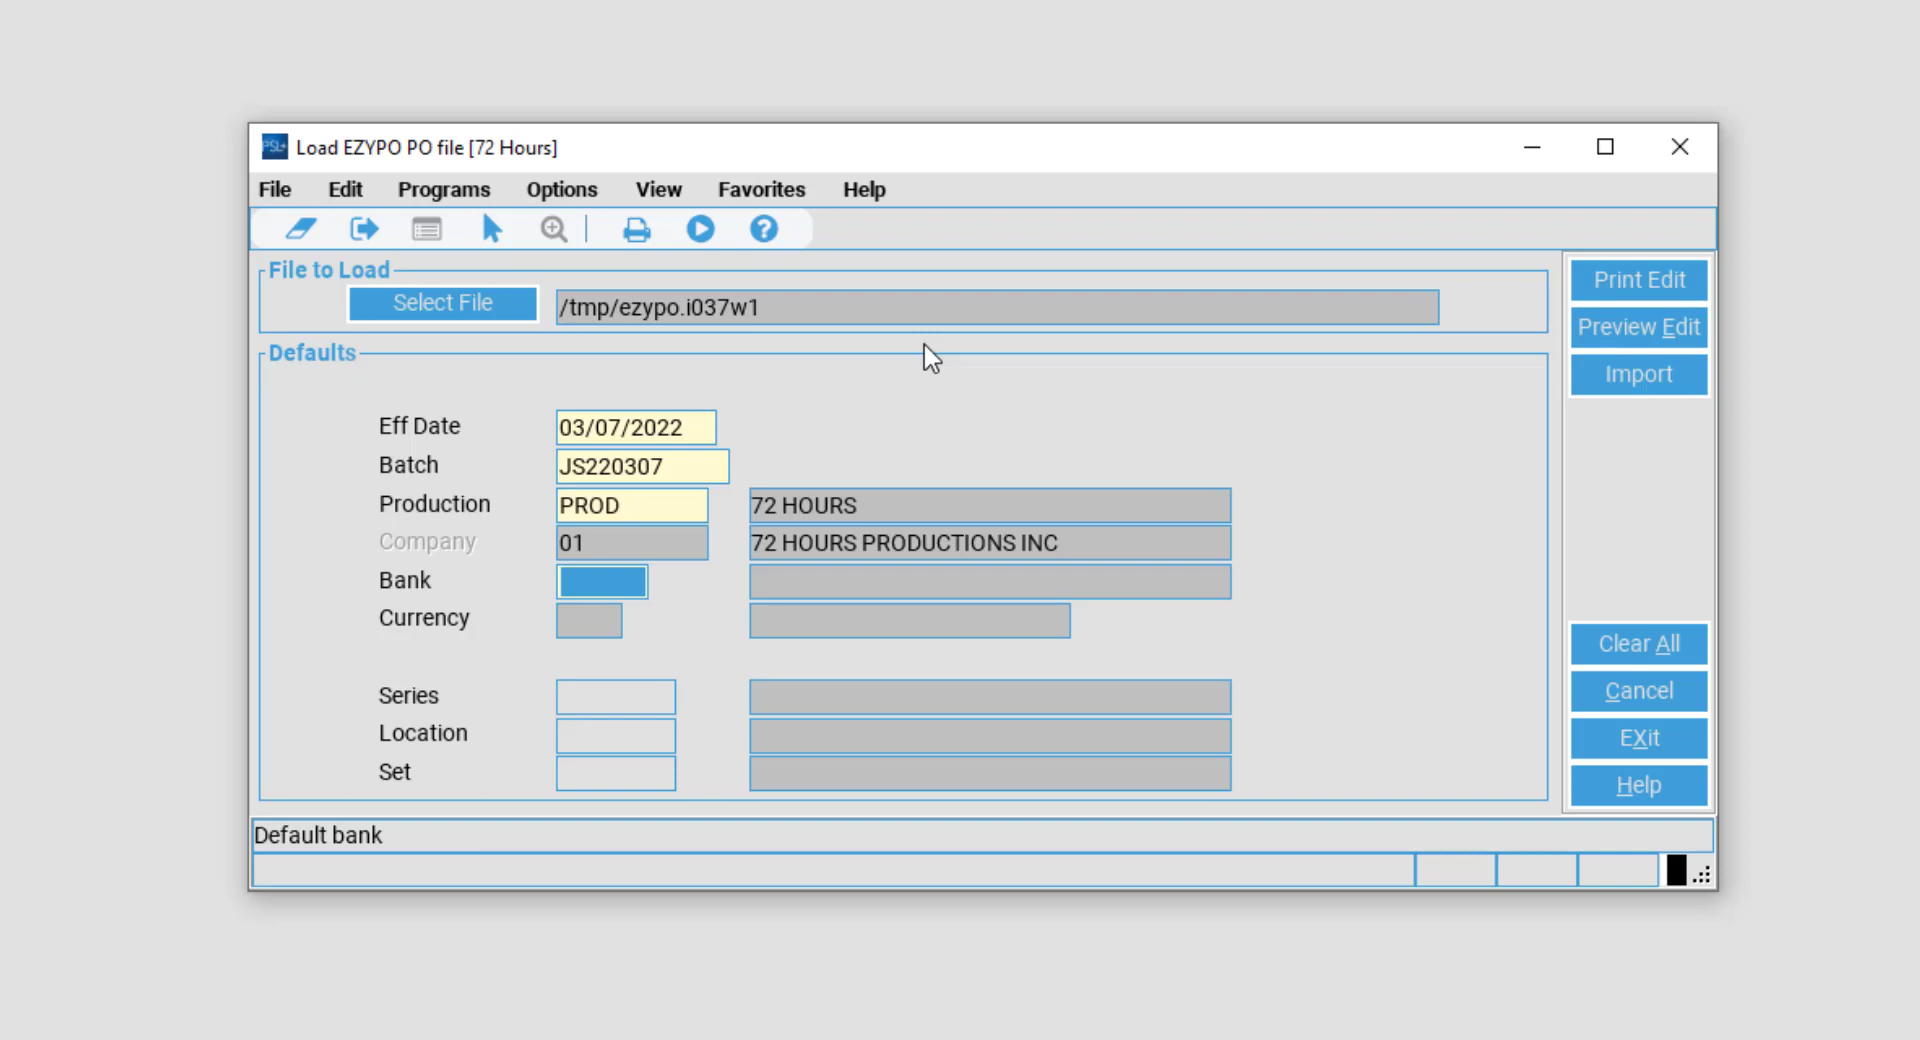 PSL+ Load EZYPO PO file [72 Hours]
File Edit Programs Options View Favorites Help
File to Load
Select File /tmp/ezypo.i037w1
Defaults
Eff Date 03/07/2022
Batch JS220307
Production PROD 72 HOURS
Company 01 72 HOURS PRODUCTIONS INC
Bank
Currency
Series
Location
Set
Print Edit
Preview Edit
Import
Clear All
Cancel
EXit
Help
Default bank